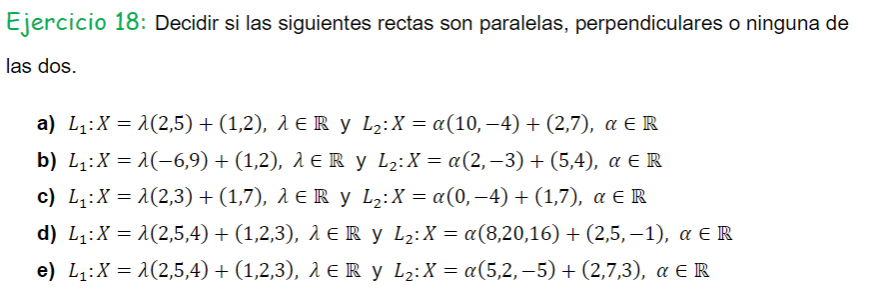 Ejercicio 18: Decidir si las siguientes rectas son paralelas, perpendiculares o ninguna de
las dos.
a) L₁: X = λ(2,5) + (1,2), λ ∈ ℝ y L₂: X = α(10,−4) + (2,7), α ∈ ℝ
b) L₁: X = λ(−6,9) + (1,2), λ ∈ ℝ y L₂: X = α(2,−3) + (5,4), α ∈ ℝ
c) L₁: X = λ(2,3) + (1,7), λ ∈ ℝ y L₂: X = α(0,−4) + (1,7), α ∈ ℝ
d) L₁: X = λ(2,5,4) + (1,2,3), λ ∈ ℝ y L₂: X = α(8,20,16) + (2,5,−1), α ∈ ℝ
e) L₁: X = λ(2,5,4) + (1,2,3), λ ∈ ℝ y L₂: X = α(5,2,−5) + (2,7,3), α ∈ ℝ